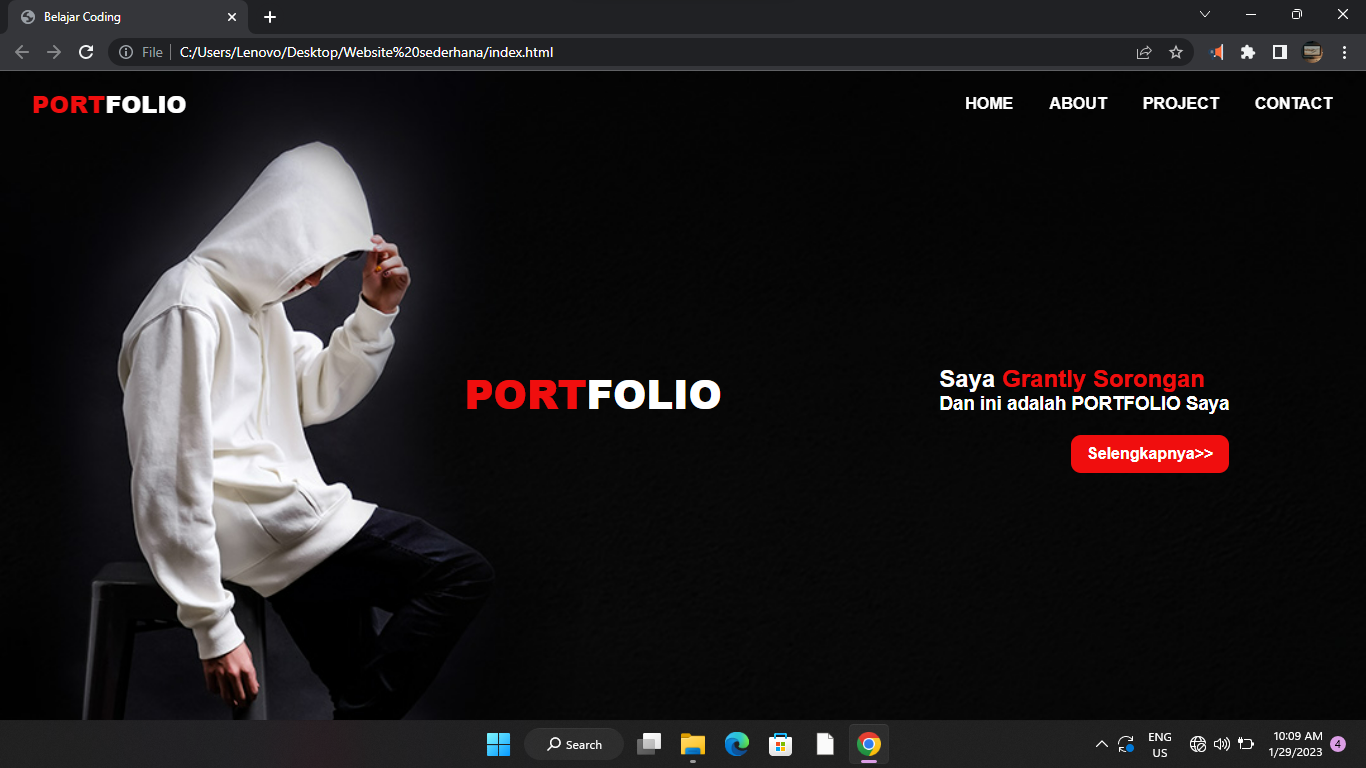 Belajar Coding
File
C:/Users/Lenovo/Desktop/Website%20sederhana/index.html
PORTFOLIO
HOME
ABOUT
PROJECT
CONTACT
PORTFOLIO
Saya Grantly Sorongan
Dan ini adalah PORTFOLIO Saya
Selengkapnya>>
Search
ENG
US
10:09 AM
1/29/2023
4